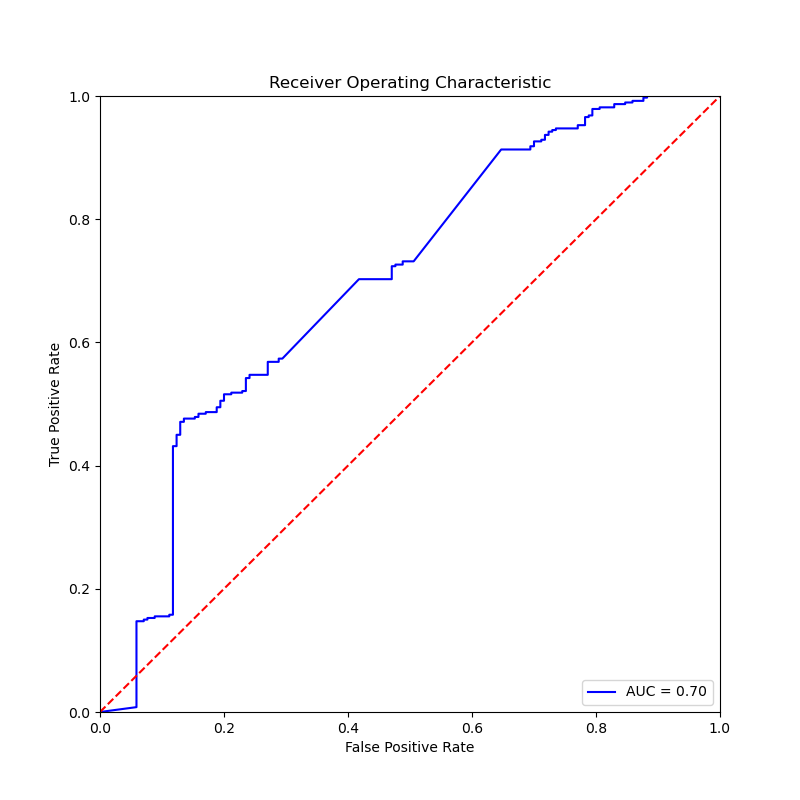 Receiver Operating Characteristic
True Positive Rate
1.0
0.8
0.6
0.4
0.2
0.0
AUC = 0.70
0.0 0.2 0.4 0.6 0.8 1.0
False Positive Rate